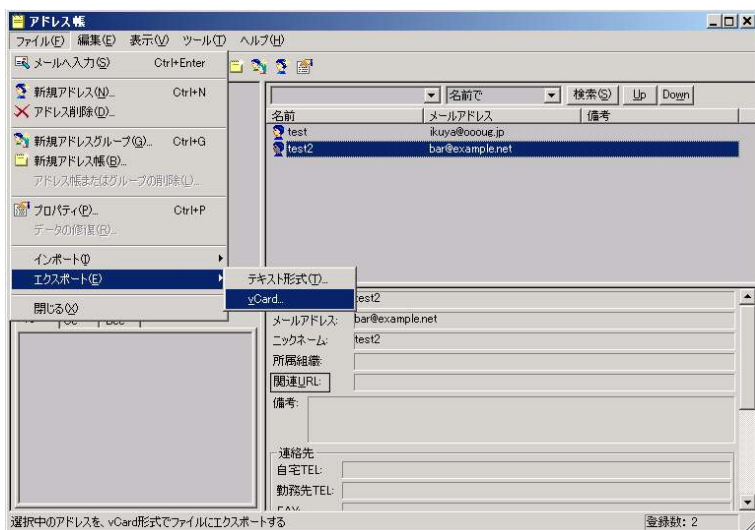 アドレス帳
ファイル(F) 編集(E) 表示(V) ツール(T) ヘルプ(H)
メールへ入力(S) Ctrl+Enter
新規アドレス(N)... Ctrl+N
アドレス削除(D)...
新規アドレスグループ(G)... Ctrl+G
新規アドレス帳(B)...
アドレス帳またはグループの削除(L)...
プロパティ(P)... Ctrl+P
データの修復(R)...
インポート(I)
エクスポート(E)
閉じる(X)
テキスト形式(T)...
vCard...
名前で 検索(S) Up Down
名前 メールアドレス 備考
test ikuya@oooug.jp
test2 bar@example.net
test2
メールアドレス: bar@example.net
ニックネーム: test2
所属組織:
関連URL:
備考:
連絡先
自宅TEL:
勤務先TEL:
FAX:
To Cc Bcc
選択中のアドレスを、vCard形式でファイルにエクスポートする
登録数: 2